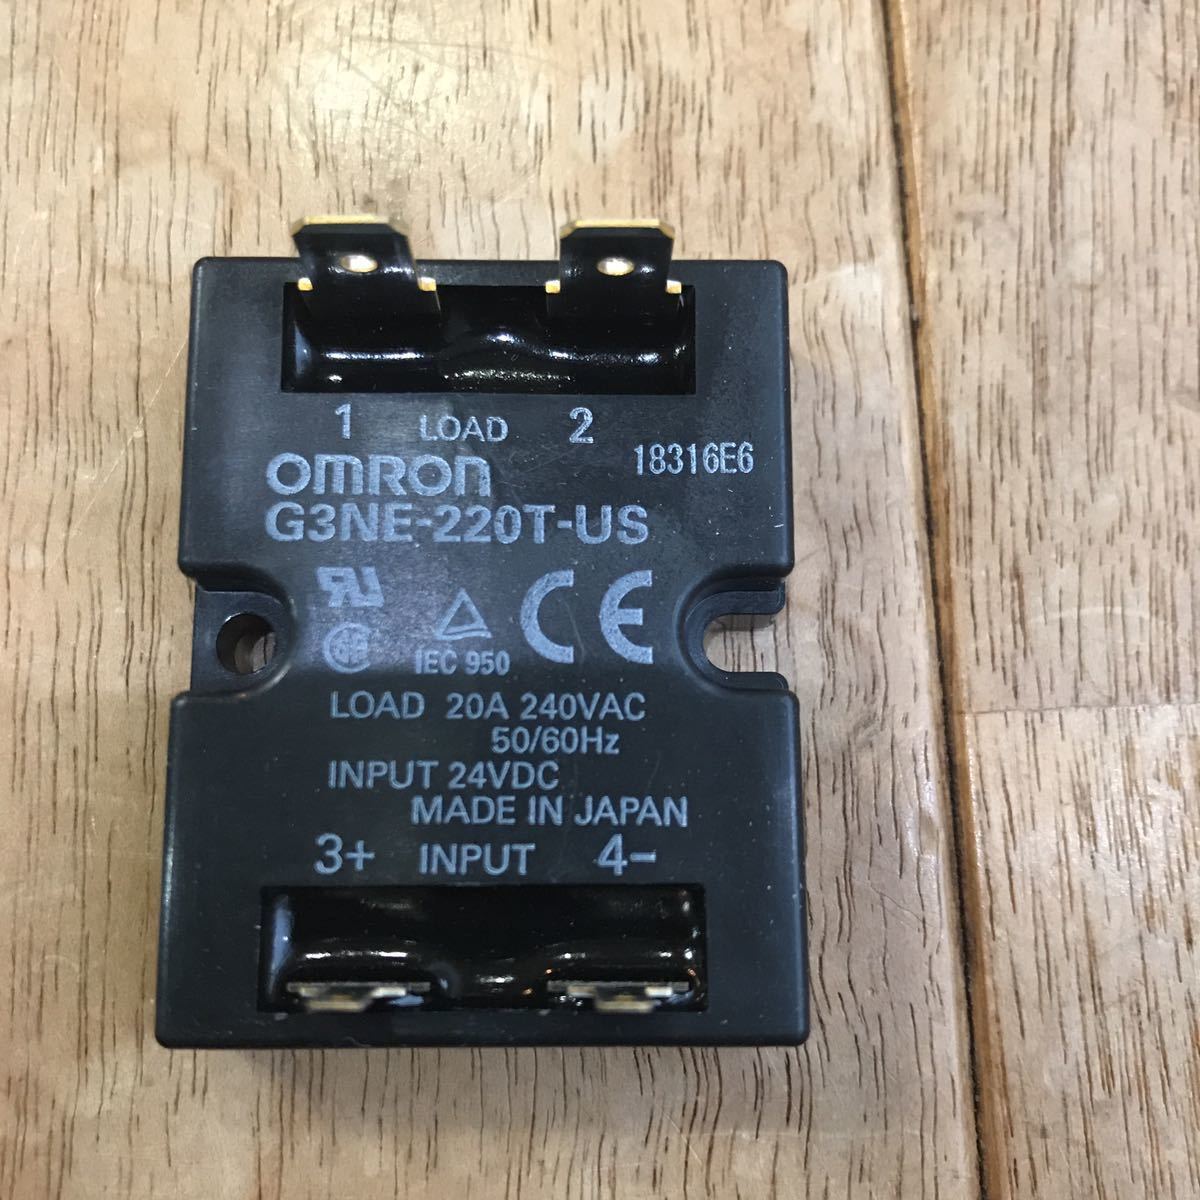 1 LOAD 2
OMRON
18316E6
G3NE-220T-US
CE
IEC 950
LOAD 20A 240VAC
50/60Hz
INPUT 24VDC
MADE IN JAPAN
3+ INPUT 4-